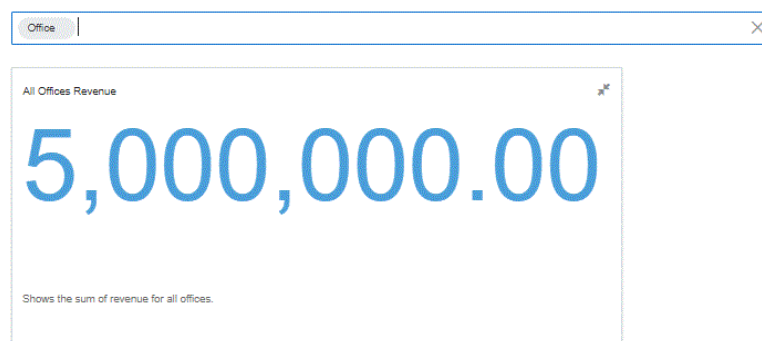 Office
All Offices Revenue
5,000,000.00
Shows the sum of revenue for all offices.